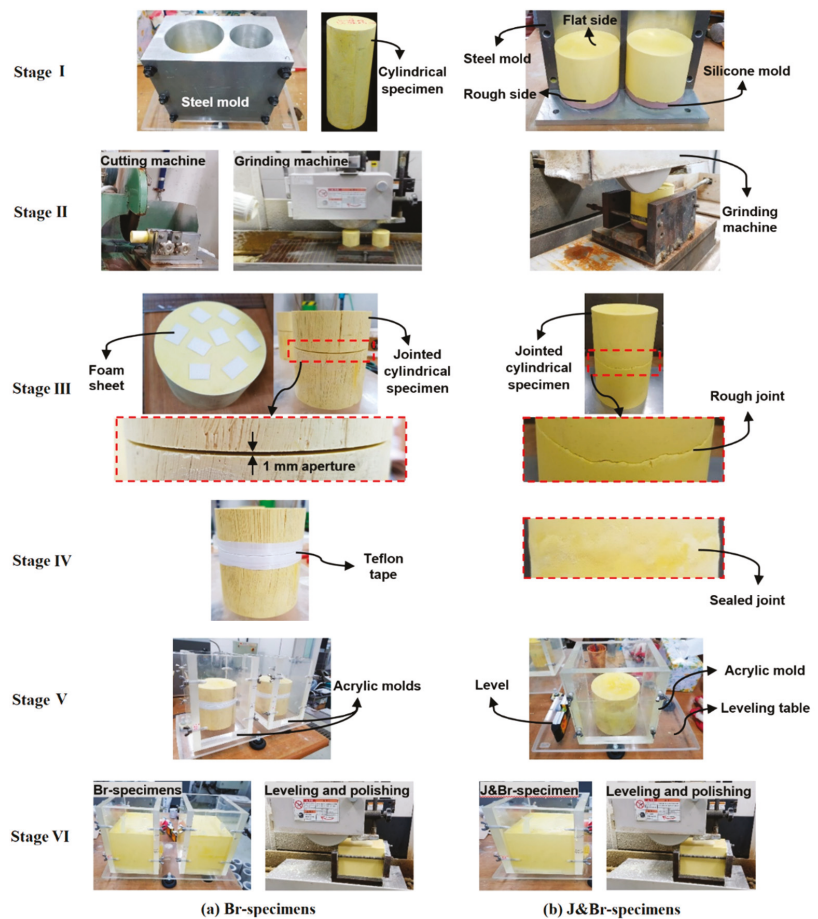 Stage I
Steel mold
Cylindrical
specimen
Flat side
Steel mold
Rough side
Silicone mold
Stage II
Cutting machine
Grinding machine
Grinding
machine
Stage III
Foam
sheet
Jointed
cylindrical
specimen
1 mm aperture
Jointed
cylindrical
specimen
Rough joint
Stage IV
Teflon
tape
Sealed joint
Stage V
Acrylic molds
Level
Acrylic mold
Leveling table
Stage VI
Br-specimens
Leveling and polishing
J&Br-specimen
Leveling and polishing
(a) Br-specimens
(b) J&Br-specimens